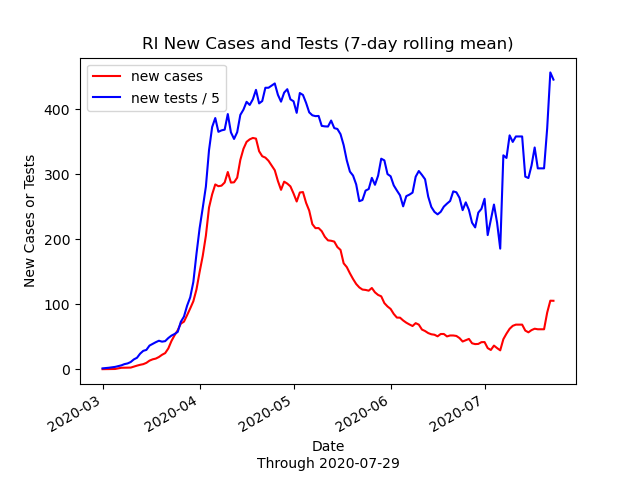 RI New Cases and Tests (7-day rolling mean)
new cases
new tests / 5
New Cases or Tests
400
300
200
100
0
2020-03
2020-04
2020-05
2020-06
2020-07
Date
Through 2020-07-29